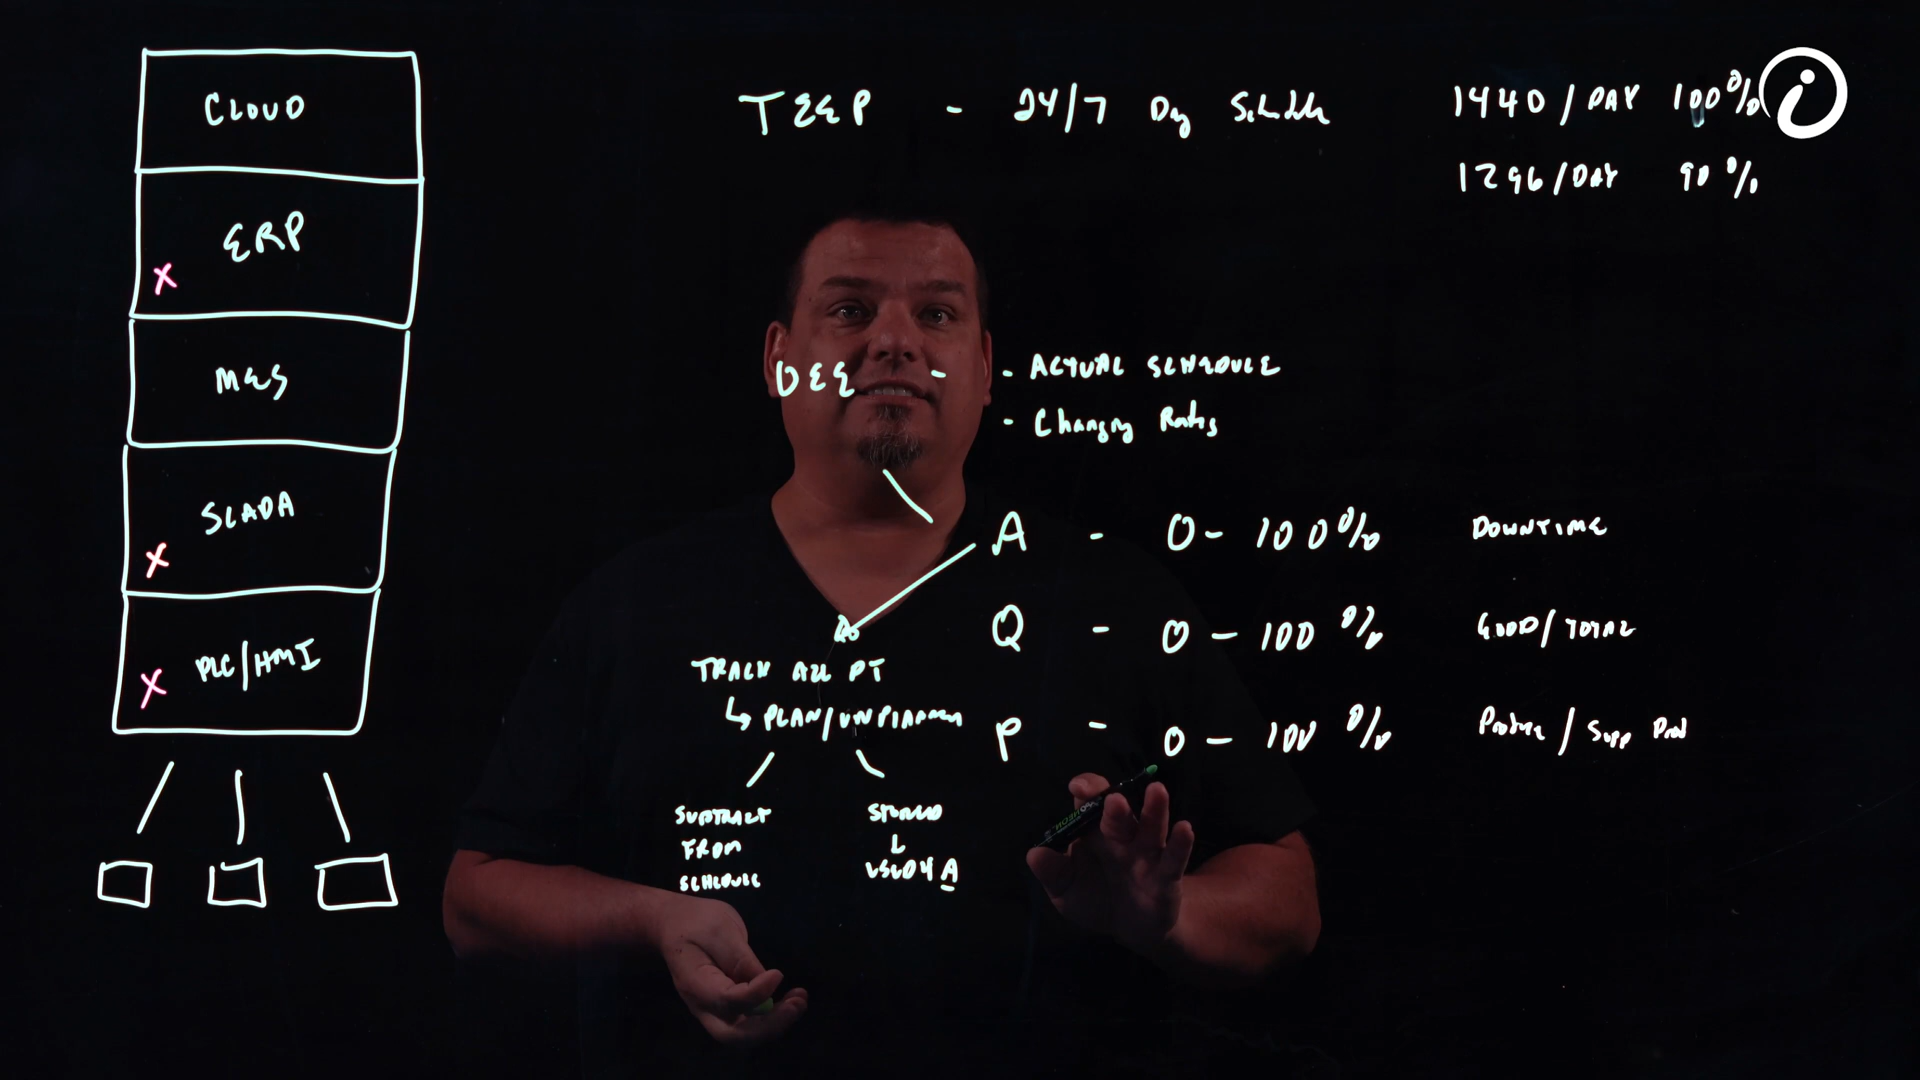 CLOUD
ERP
X
MES
SCADA
X
PLC/HMI
X
TEEP - 24/7 Day Schedule
1440/DAY 100%
1296/DAY 90%
OEE -
- ACTUAL SCHEDULE
- Changing Rates
A - 0-100% DOWNTIME
Q - 0-100% GOOD/TOTAL
P - 0-100% / Supp Prod
TRACK ALL DT
↳ PLAN/UNPLANNED
SUBTRACT
FROM
SCHEDULE
STORED
A
i